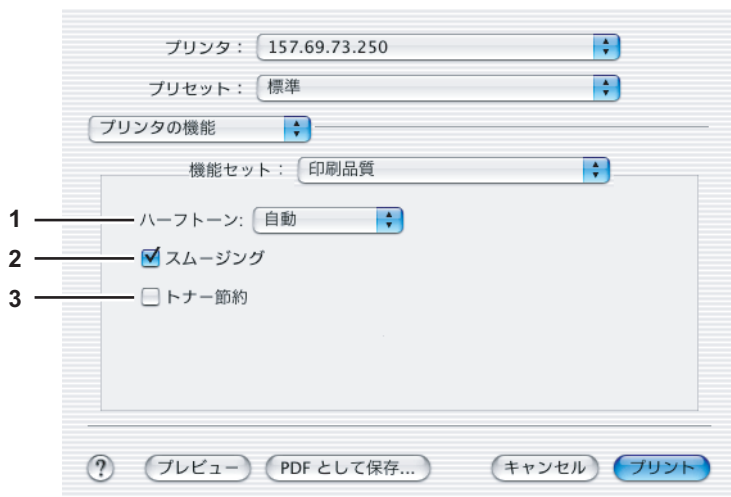 プリンタ： 157.69.73.250
プリセット： 標準
プリンタの機能
機能セット： 印刷品質
1 ハーフトーン: 自動
2 スムージング
3 トナー節約
? プレビュー PDF として保存... キャンセル プリント